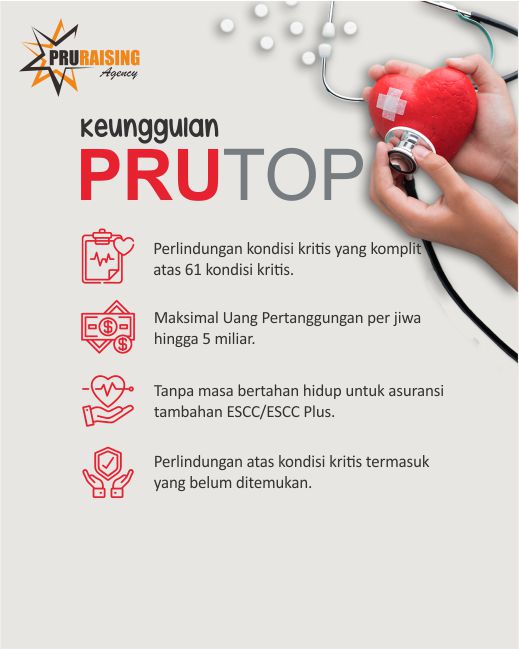 PRURAISING
Agency
Keunggulan
PRUTOP
Perlindungan kondisi kritis yang komplit
atas 61 kondisi kritis.
Maksimal Uang Pertanggungan per jiwa
hingga 5 miliar.
Tanpa masa bertahan hidup untuk asuransi
tambahan ESCC/ESCC Plus.
Perlindungan atas kondisi kritis termasuk
yang belum ditemukan.